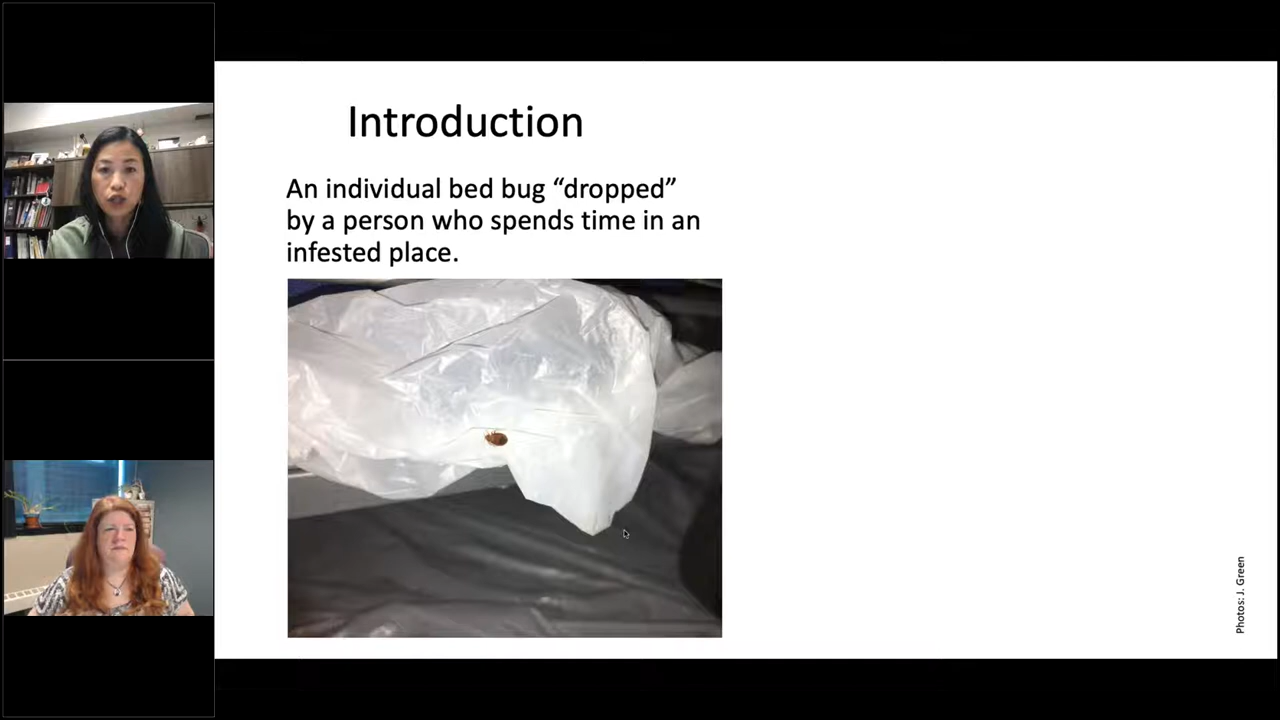 Introduction
An individual bed bug “dropped”
by a person who spends time in an
infested place.
Photos: J. Green